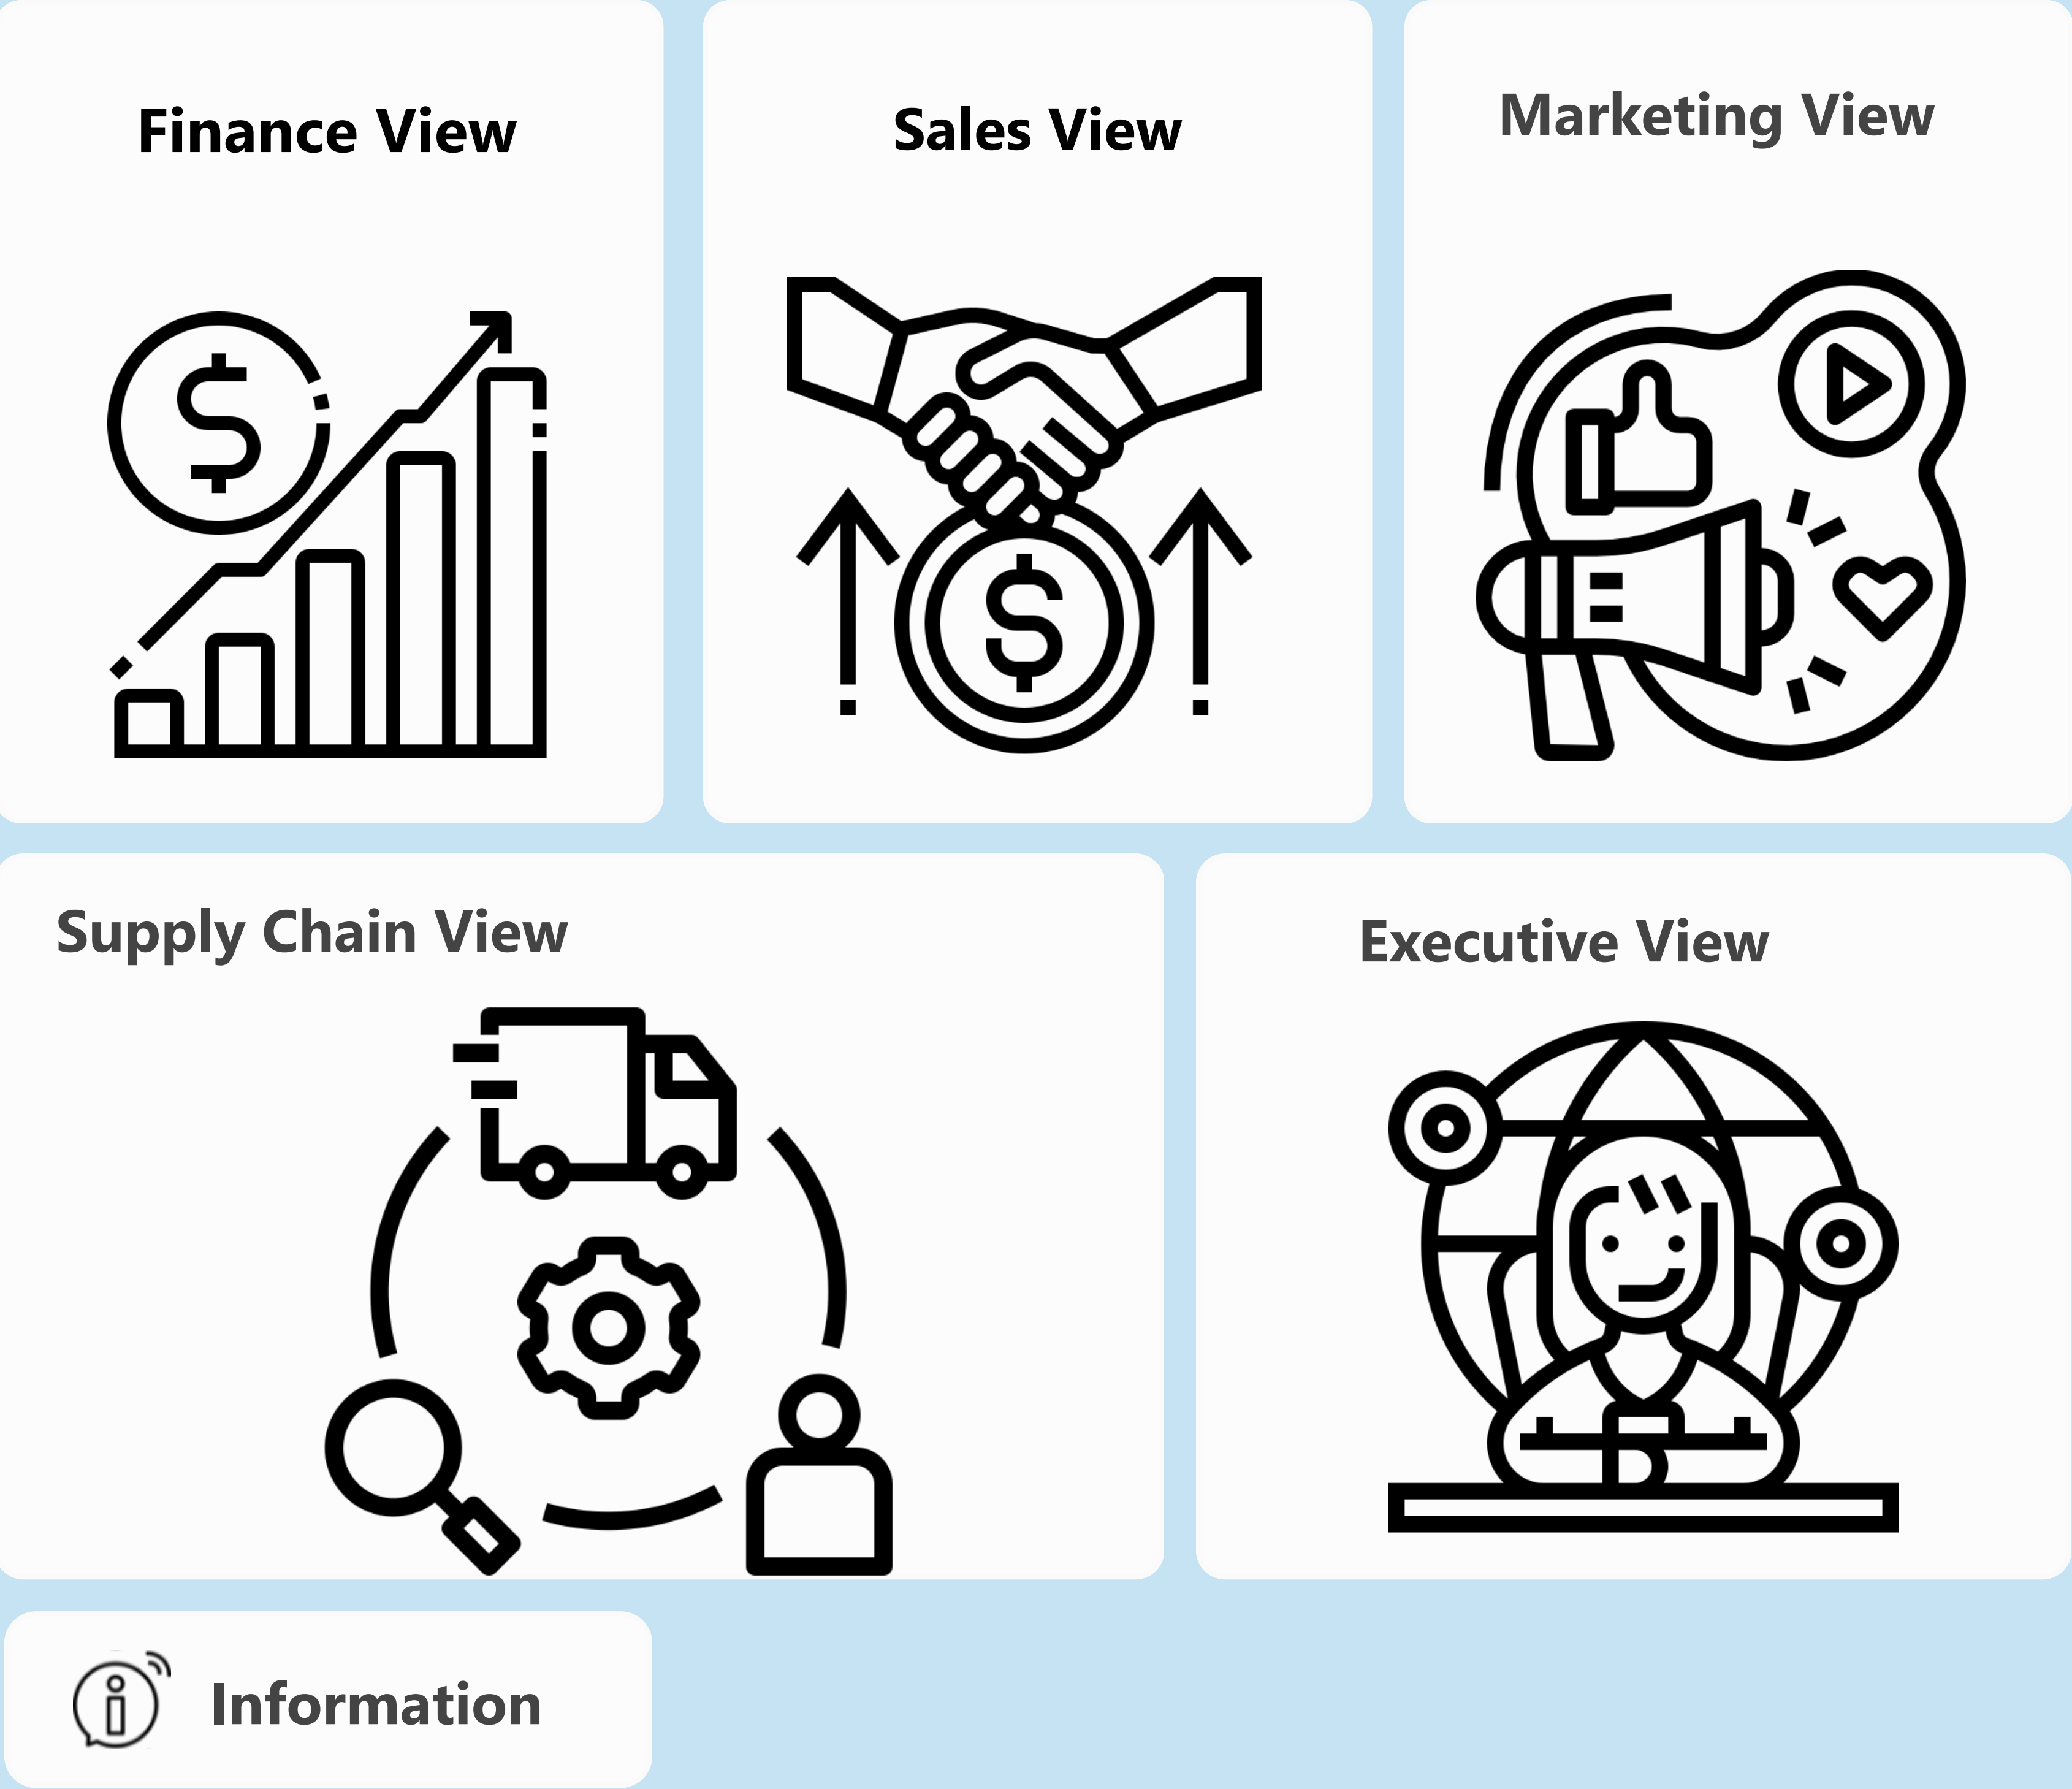 Finance View
Sales View
Marketing View
Supply Chain View
Executive View
Information